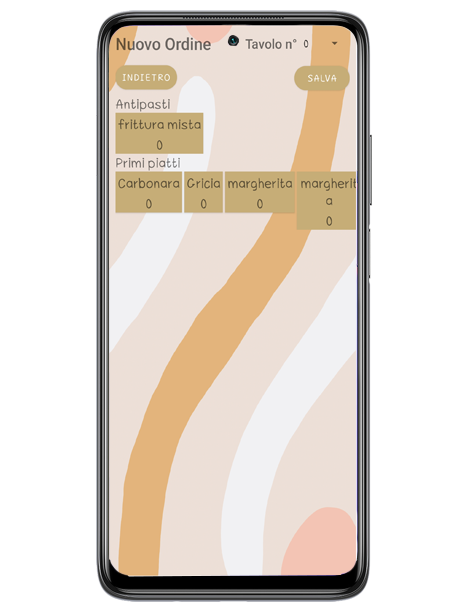 Nuovo Ordine Tavolo n° 0
INDIETRO SALVA
Antipasti
frittura mista
0
Primi piatti
Carbonara Gricia margherita margherit
a
0 0 0 0